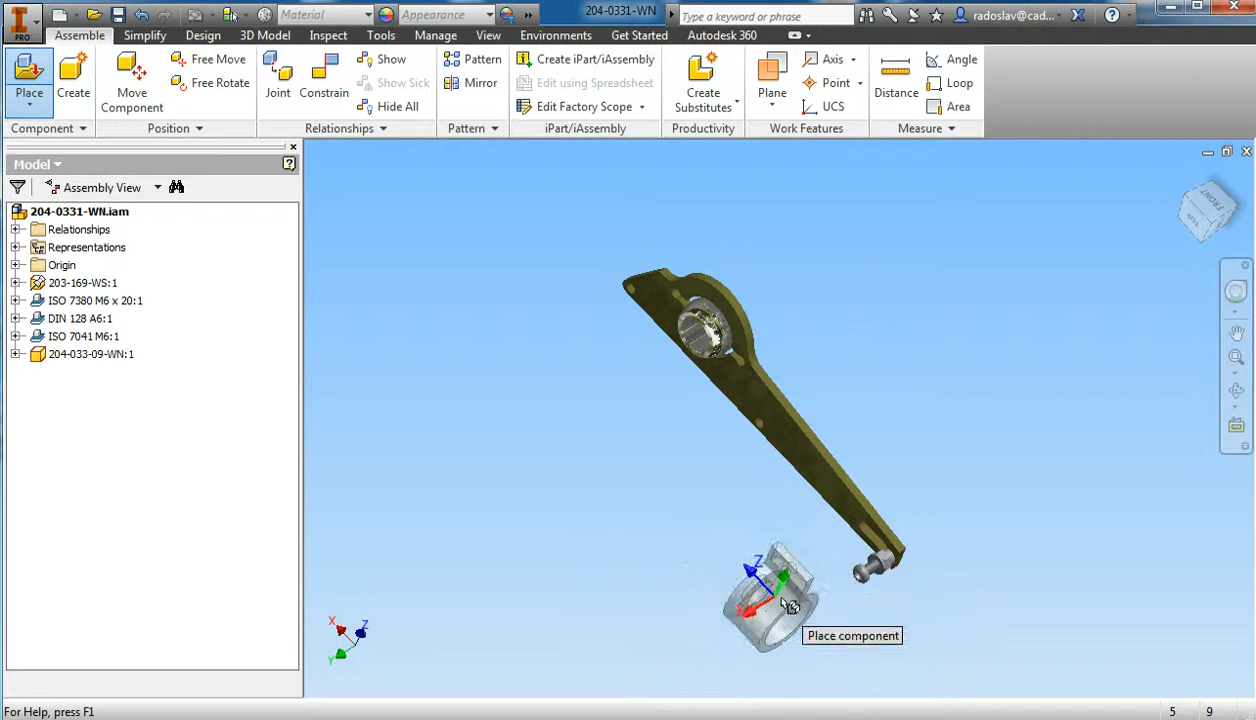 Material
Appearance
204-0331-WN
Type a keyword or phrase
radoslav@cad...
PRO
Assemble
Simplify
Design
3D Model
Inspect
Tools
Manage
View
Environments
Get Started
Autodesk 360
Place
Create
Move
Component
Free Move
Free Rotate
Joint
Constrain
Show
Show Sick
Hide All
Pattern
Mirror
Create iPart/iAssembly
Edit using Spreadsheet
Edit Factory Scope
Create
Substitutes
Plane
Axis
Point
UCS
Distance
Angle
Loop
Area
Component
Position
Relationships
Pattern
iPart/iAssembly
Productivity
Work Features
Measure
Model
Assembly View
204-0331-WN.iam
Relationships
Representations
Origin
203-169-WS:1
ISO 7380 M6 x 20:1
DIN 128 A6:1
ISO 7041 M6:1
204-033-09-WN:1
FRONT
TOP
Z
Place component
X
Z
Y
For Help, press F1
5
9